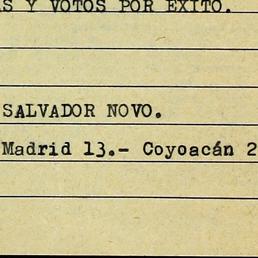 Y VOTOS POR EXITO.
SALVADOR NOVO.
Madrid 13.- Coyoacán 2